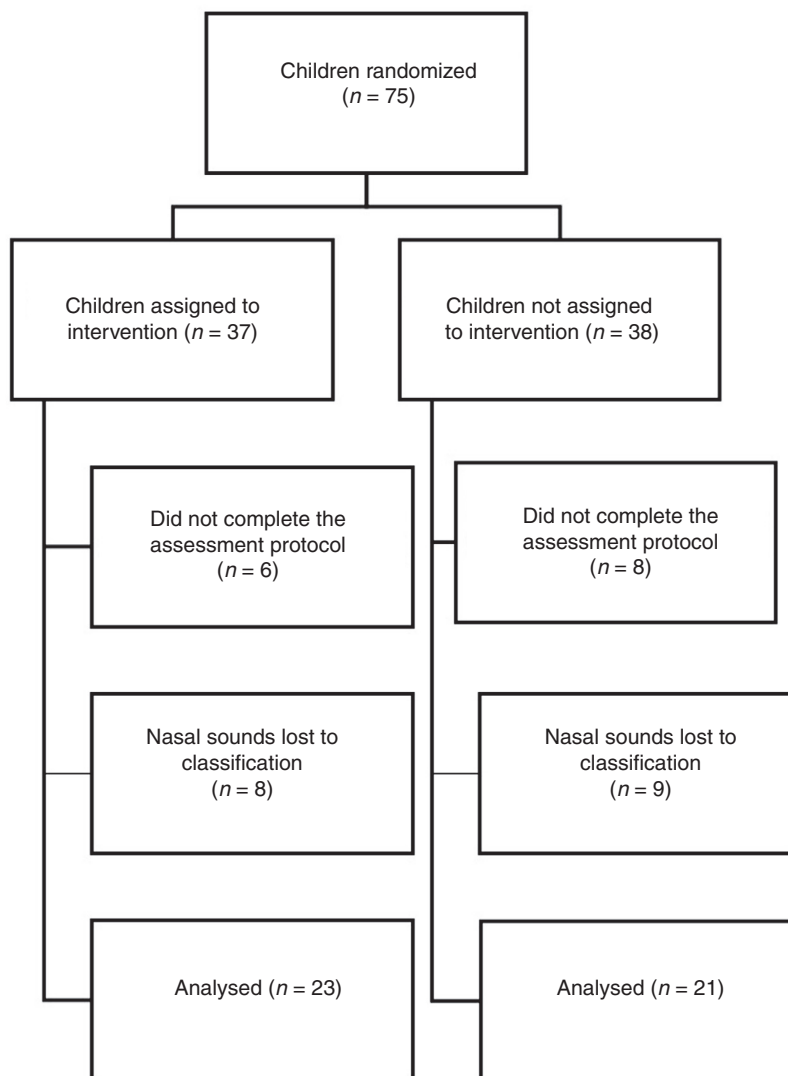 Children randomized
(n = 75)
Children assigned to
intervention (n = 37)
Children not assigned
to intervention (n = 38)
Did not complete the
assessment protocol
(n = 6)
Did not complete the
assessment protocol
(n = 8)
Nasal sounds lost to
classification
(n = 8)
Nasal sounds lost to
classification
(n = 9)
Analysed (n = 23)
Analysed (n = 21)